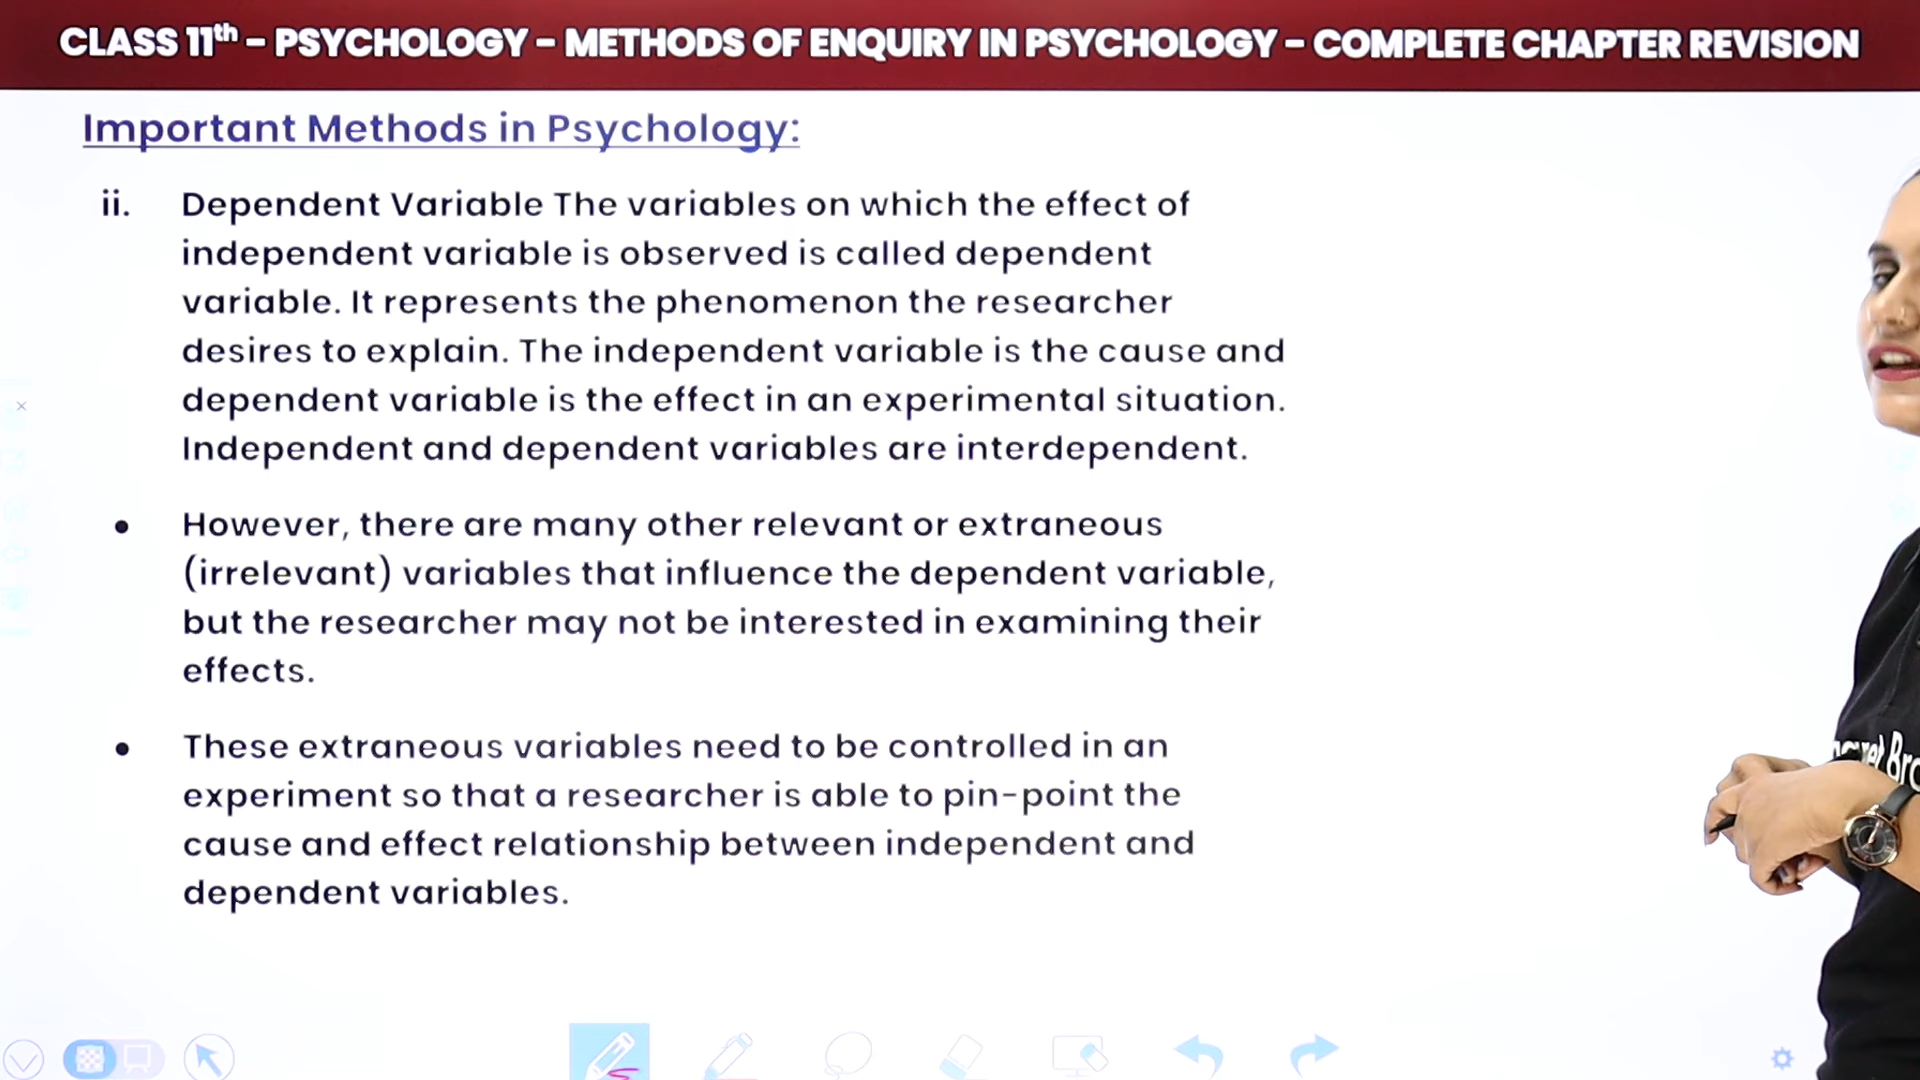 CLASS 11th – PSYCHOLOGY – METHODS OF ENQUIRY IN PSYCHOLOGY – COMPLETE CHAPTER REVISION
Important Methods in Psychology:
ii. Dependent Variable The variables on which the effect of
independent variable is observed is called dependent
variable. It represents the phenomenon the researcher
desires to explain. The independent variable is the cause and
dependent variable is the effect in an experimental situation.
Independent and dependent variables are interdependent.
• However, there are many other relevant or extraneous
(irrelevant) variables that influence the dependent variable,
but the researcher may not be interested in examining their
effects.
• These extraneous variables need to be controlled in an
experiment so that a researcher is able to pin-point the
cause and effect relationship between independent and
dependent variables.